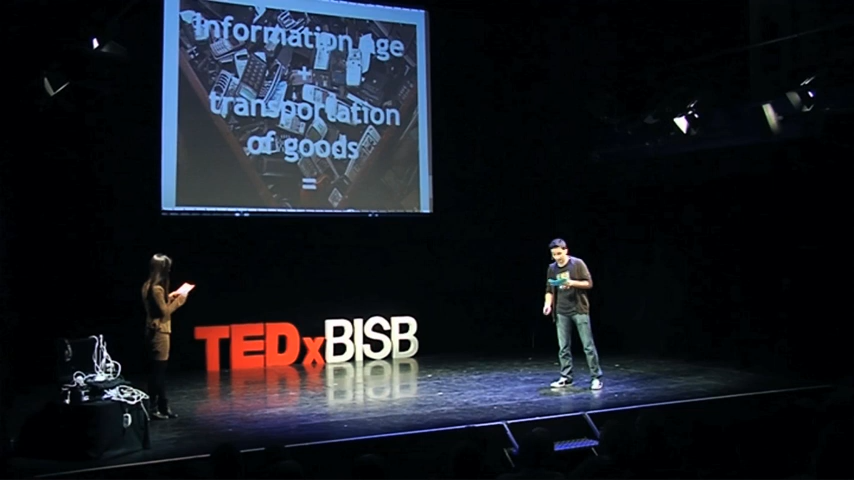 Information age
+
transportation
of goods
=
TEDxBISB